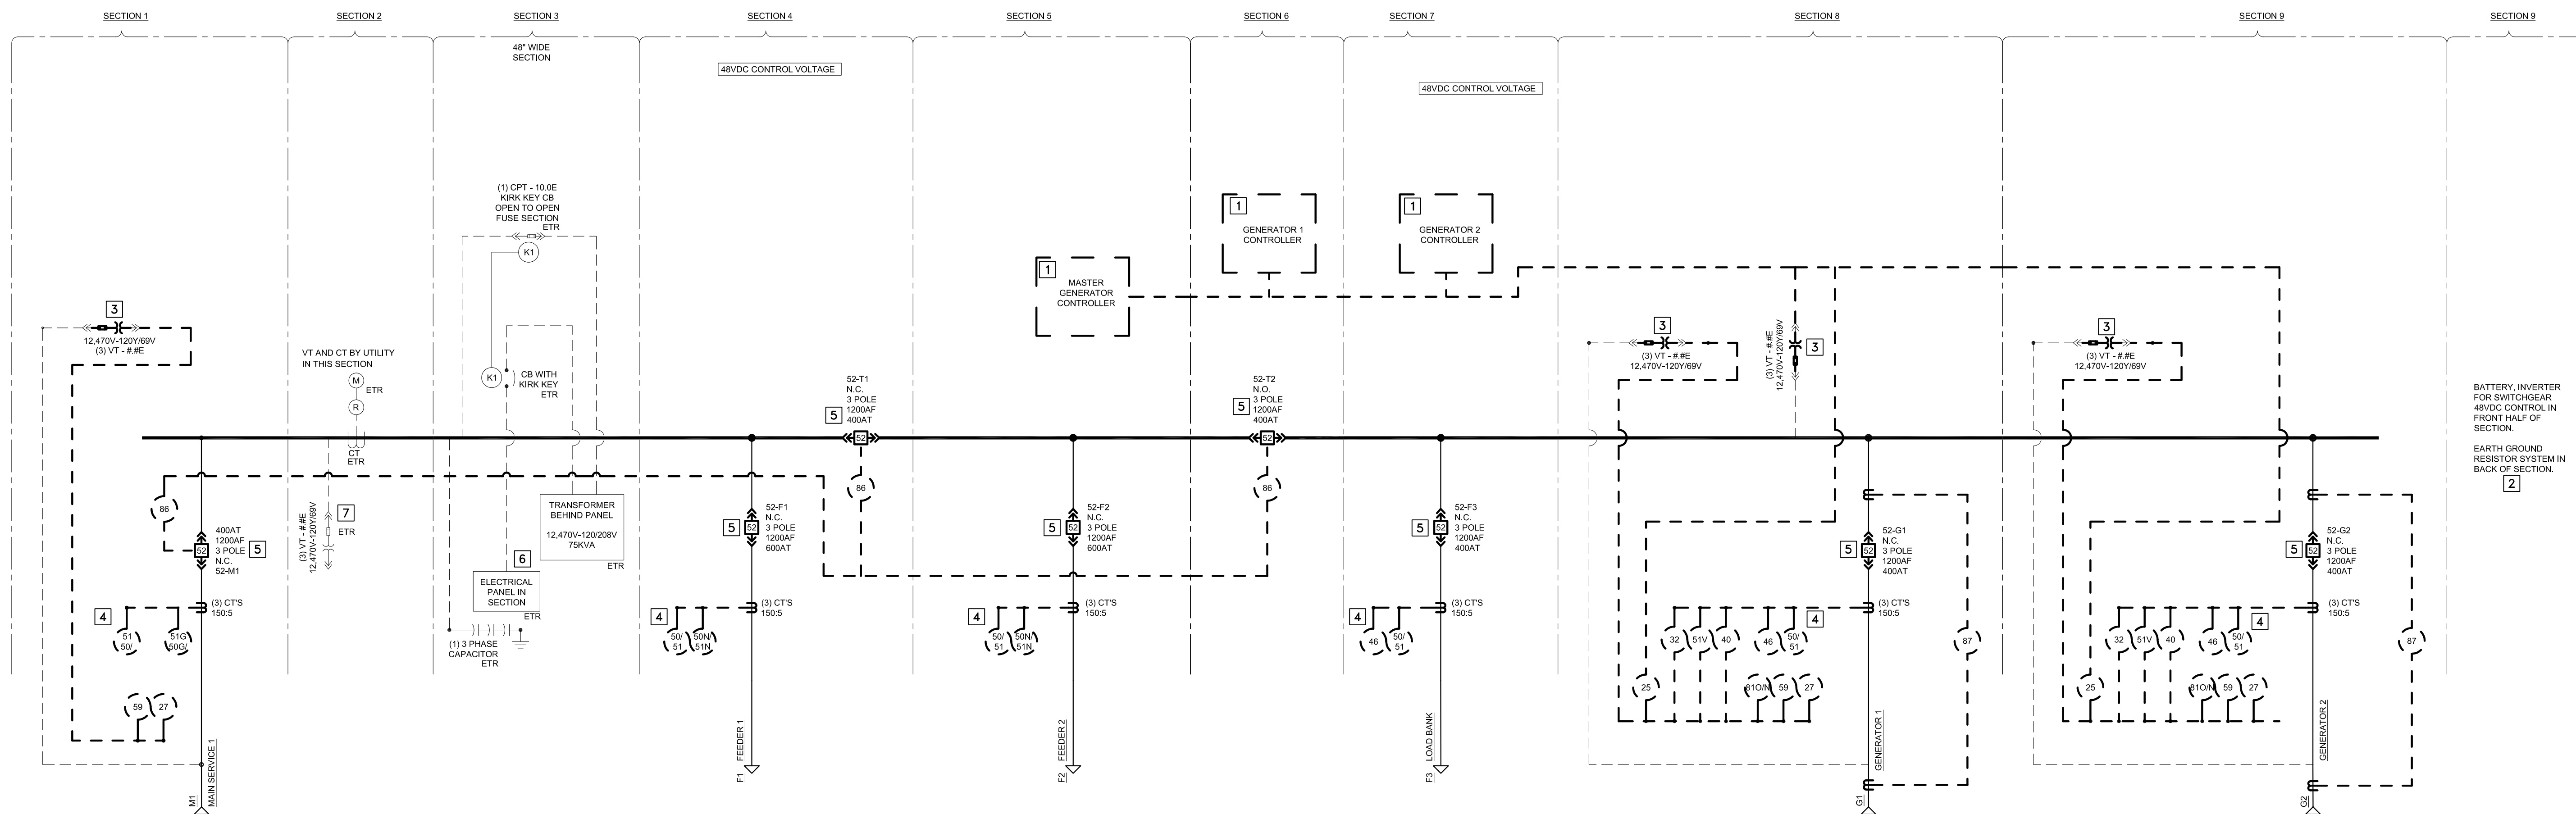 SECTION 1
SECTION 2
SECTION 3
SECTION 4
SECTION 5
SECTION 6
SECTION 7
SECTION 8
SECTION 9
SECTION 9
48" WIDE
SECTION
48VDC CONTROL VOLTAGE
48VDC CONTROL VOLTAGE
3
12,470V-120Y/69V
(3) VT - #.#E
86
400AT
1200AF
3 POLE
N.C.
52-M1
52
5
(3) CT'S
150:5
4
51
50/
51G
50G/
59
27
M1
MAIN SERVICE 1
VT AND CT BY UTILITY
IN THIS SECTION
M
ETR
R
CT
ETR
(3) VT - #.#E
12,470V-120Y/69V
7
ETR
(1) CPT - 10.0E
KIRK KEY CB
OPEN TO OPEN
FUSE SECTION
ETR
K1
K1
CB WITH
KIRK KEY
ETR
TRANSFORMER
BEHIND PANEL
12,470V-120/208V
75KVA
ETR
6
ELECTRICAL
PANEL IN
SECTION
ETR
(1) 3 PHASE
CAPACITOR
ETR
52-T1
N.C.
3 POLE
1200AF
400AT
5
52
86
52-F1
N.C.
3 POLE
1200AF
600AT
5
52
(3) CT'S
150:5
4
50/
51
50N/
51N
F1
FEEDER 1
1
MASTER
GENERATOR
CONTROLLER
52-F2
N.C.
3 POLE
1200AF
600AT
5
52
(3) CT'S
150:5
4
50/
51
50N/
51N
F2
FEEDER 2
1
GENERATOR 1
CONTROLLER
52-T2
N.O.
3 POLE
1200AF
400AT
5
52
86
1
GENERATOR 2
CONTROLLER
52-F3
N.C.
3 POLE
1200AF
400AT
5
52
(3) CT'S
150:5
4
46
50/
51
F3
LOAD BANK
3
(3) VT - #.#E
12,470V-120Y/69V
(3) VT - #.#E
12,470V-120Y/69V
3
52-G1
N.C.
3 POLE
1200AF
400AT
5
52
(3) CT'S
150:5
4
32
51V
40
46
50/
51
87
25
81O/N
59
27
G1
GENERATOR 1
3
(3) VT - #.#E
12,470V-120Y/69V
52-G2
N.C.
3 POLE
1200AF
400AT
5
52
(3) CT'S
150:5
4
32
51V
40
46
50/
51
87
25
81O/N
59
27
G2
GENERATOR 2
BATTERY, INVERTER
FOR SWITCHGEAR
48VDC CONTROL IN
FRONT HALF OF
SECTION.
EARTH GROUND
RESISTOR SYSTEM IN
BACK OF SECTION.
2